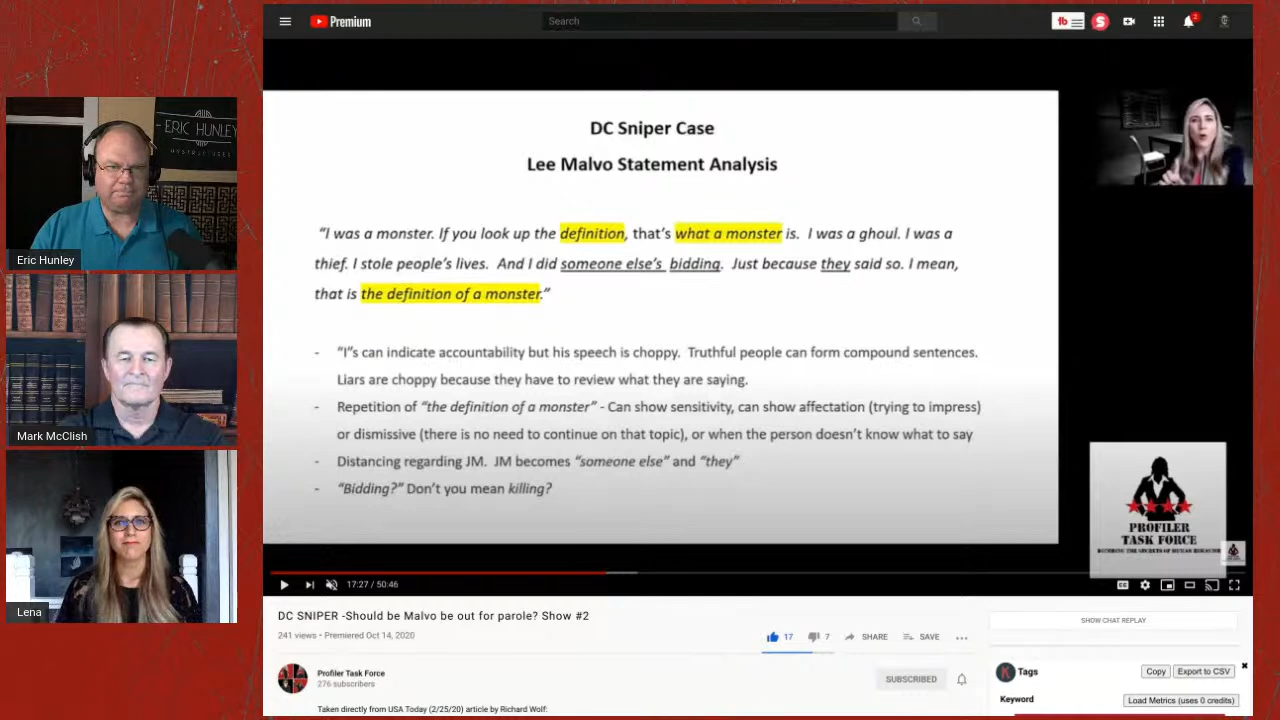 Premium
Search
2
ERIC HUNLEY
Eric Hunley
Mark McClish
Lena
DC Sniper Case
Lee Malvo Statement Analysis
"I was a monster. If you look up the definition, that's what a monster is. I was a ghoul. I was a
thief. I stole people's lives. And I did someone else's bidding. Just because they said so. I mean,
that is the definition of a monster."
- "I"s can indicate accountability but his speech is choppy. Truthful people can form compound sentences.
Liars are choppy because they have to review what they are saying.
- Repetition of "the definition of a monster" - Can show sensitivity, can show affectation (trying to impress)
or dismissive (there is no need to continue on that topic), or when the person doesn't know what to say
- Distancing regarding JM. JM becomes "someone else" and "they"
- "Bidding?" Don't you mean killing?
PROFILER
TASK FORCE
17:27 / 50:46
DC SNIPER -Should be Malvo be out for parole? Show #2
241 views • Premiered Oct 14, 2020
17
7
SHARE
SAVE
SHOW CHAT REPLAY
Profiler Task Force
276 subscribers
SUBSCRIBED
Tags
Copy
Export to CSV
Keyword
Load Metrics (uses 0 credits)
Taken directly from USA Today (2/25/20) article by Richard Wolf: